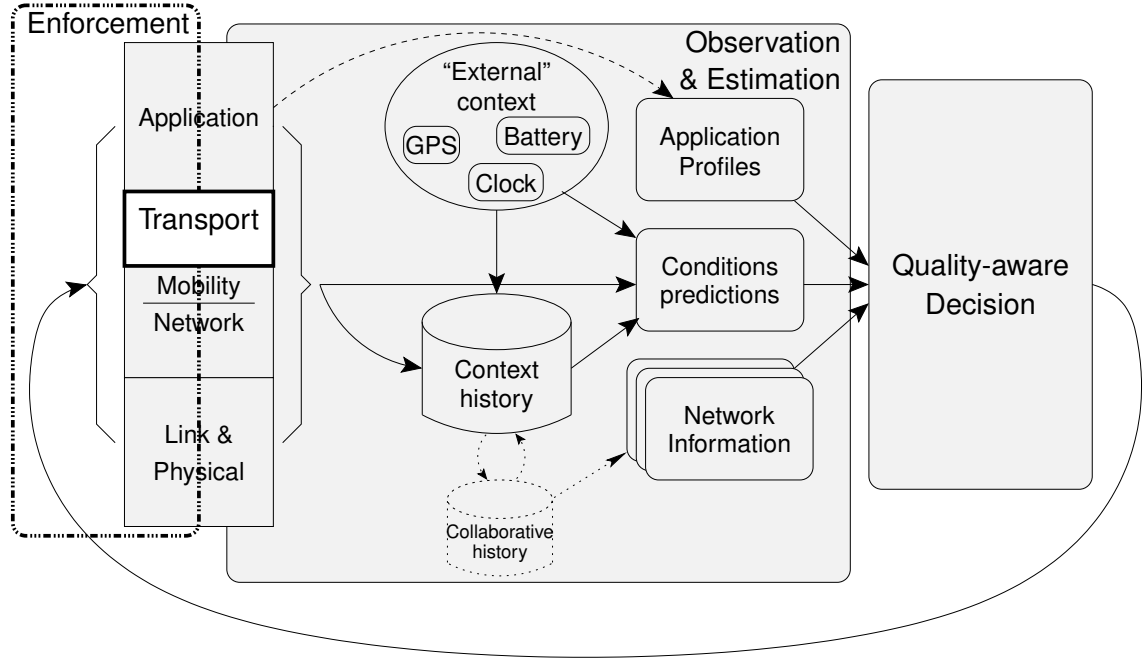 Enforcement
Application
Transport
Mobility
Network
Link &
Physical
Observation
& Estimation
“External”
context
GPS
Battery
Clock
Application
Profiles
Conditions
predictions
Context
history
Network
Information
Collaborative
history
Quality-aware
Decision